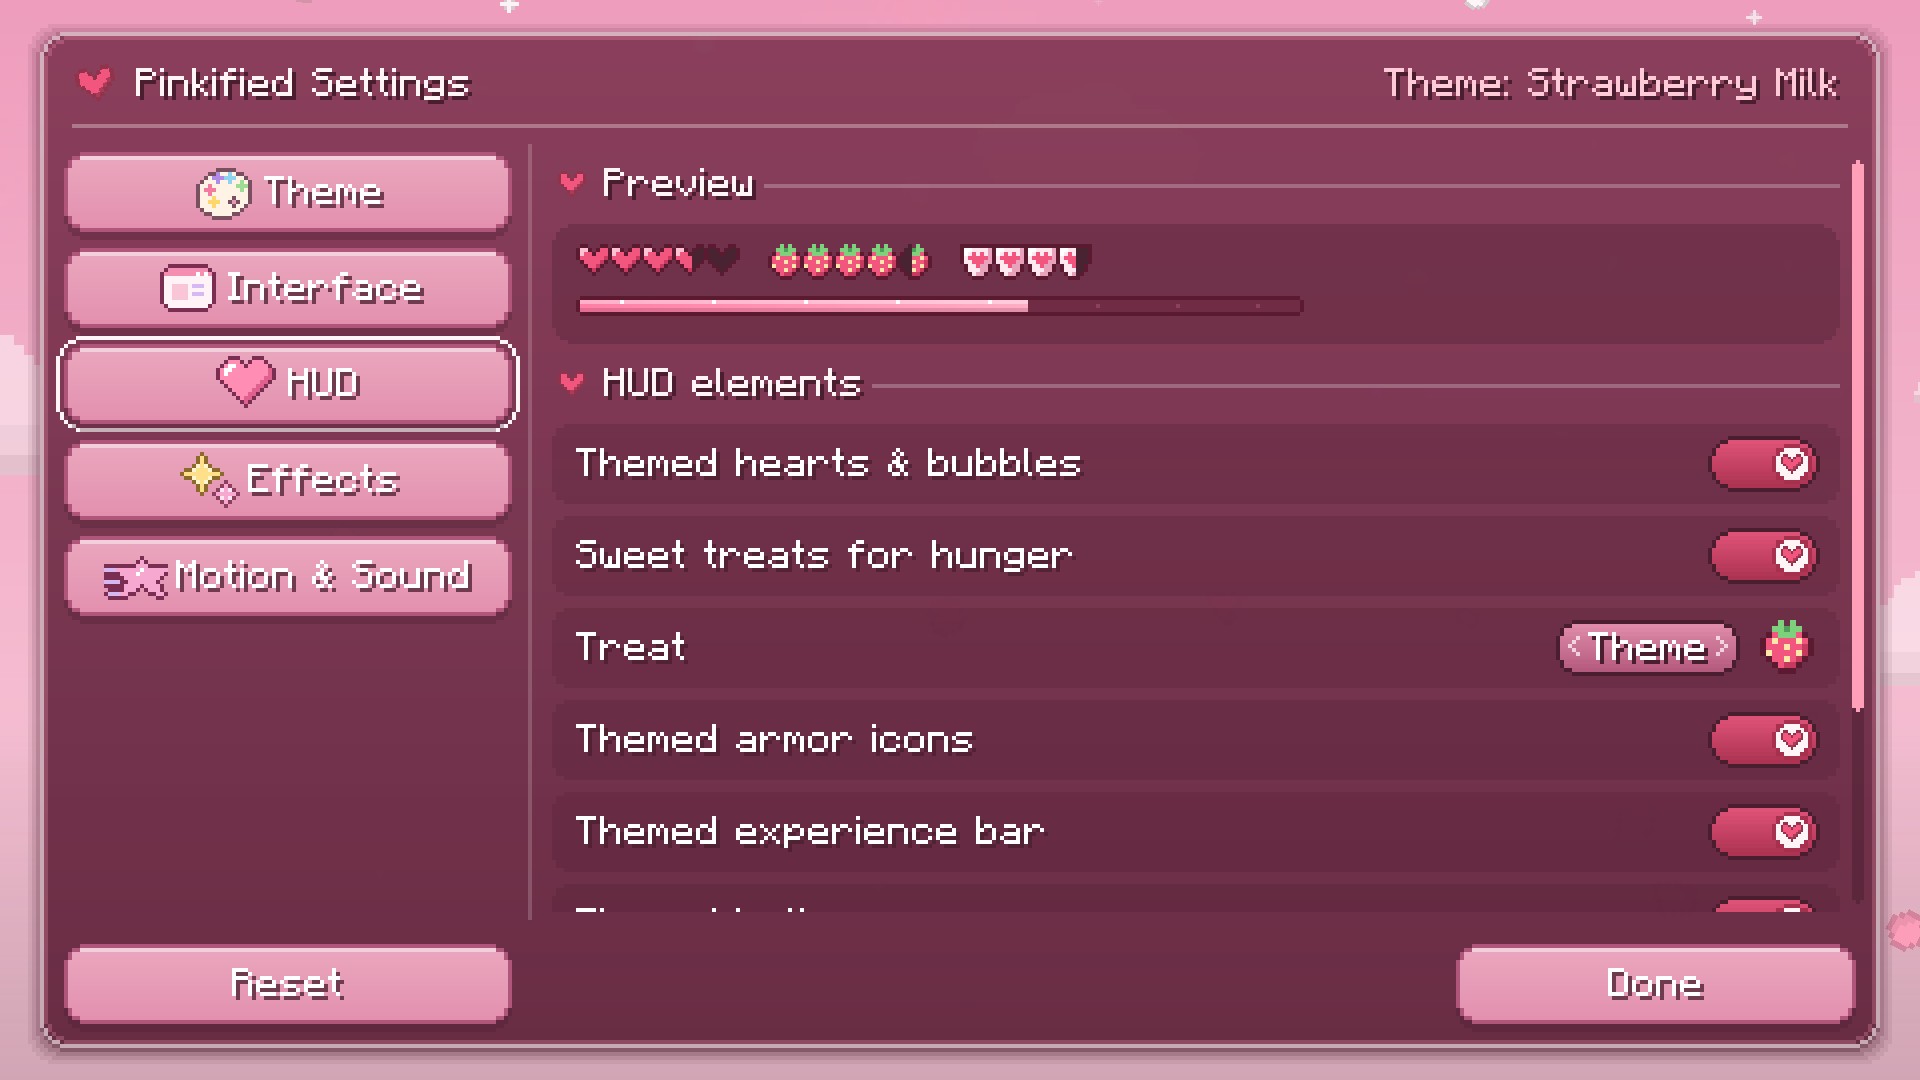 Pinkified Settings
Theme: Strawberry Milk
Theme
Interface
HUD
Effects
Motion & Sound
Preview
HUD elements
Themed hearts & bubbles
Sweet treats for hunger
Treat
<Theme>
Themed armor icons
Themed experience bar
Reset
Done